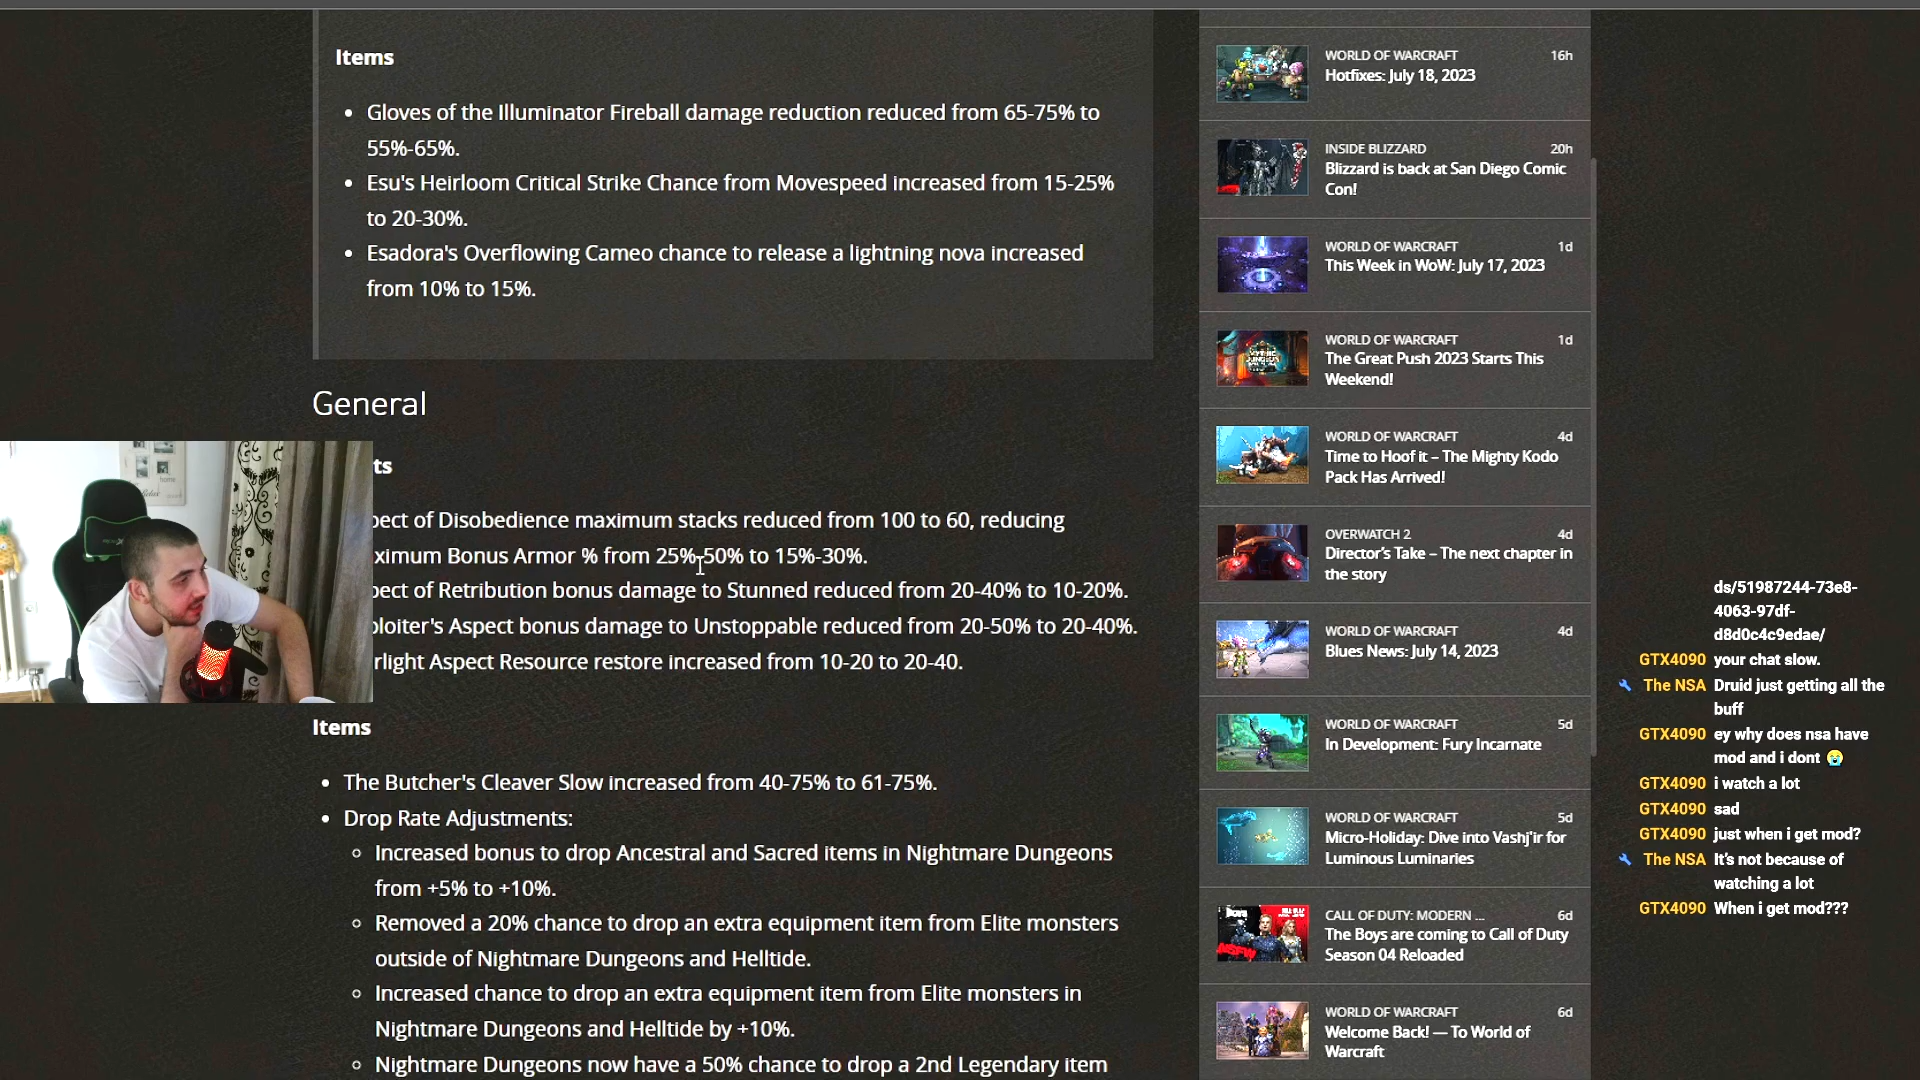 Items
• Gloves of the Illuminator Fireball damage reduction reduced from 65-75% to
55%-65%.
• Esu's Heirloom Critical Strike Chance from Movespeed increased from 15-25%
to 20-30%.
• Esadora's Overflowing Cameo chance to release a lightning nova increased
from 10% to 15%.
General
ts
pect of Disobedience maximum stacks reduced from 100 to 60, reducing
ximum Bonus Armor % from 25%-50% to 15%-30%.
pect of Retribution bonus damage to Stunned reduced from 20-40% to 10-20%.
ploiter's Aspect bonus damage to Unstoppable reduced from 20-50% to 20-40%.
rlight Aspect Resource restore increased from 10-20 to 20-40.
Items
• The Butcher's Cleaver Slow increased from 40-75% to 61-75%.
• Drop Rate Adjustments:
◦ Increased bonus to drop Ancestral and Sacred items in Nightmare Dungeons
from +5% to +10%.
◦ Removed a 20% chance to drop an extra equipment item from Elite monsters
outside of Nightmare Dungeons and Helltide.
◦ Increased chance to drop an extra equipment item from Elite monsters in
Nightmare Dungeons and Helltide by +10%.
◦ Nightmare Dungeons now have a 50% chance to drop a 2nd Legendary item
WORLD OF WARCRAFT 16h
Hotfixes: July 18, 2023
INSIDE BLIZZARD 20h
Blizzard is back at San Diego Comic
Con!
WORLD OF WARCRAFT 1d
This Week in WoW: July 17, 2023
WORLD OF WARCRAFT 1d
The Great Push 2023 Starts This
Weekend!
WORLD OF WARCRAFT 4d
Time to Hoof it – The Mighty Kodo
Pack Has Arrived!
OVERWATCH 2 4d
Director's Take – The next chapter in
the story
WORLD OF WARCRAFT 4d
Blues News: July 14, 2023
WORLD OF WARCRAFT 5d
In Development: Fury Incarnate
WORLD OF WARCRAFT 5d
Micro-Holiday: Dive into Vashj'ir for
Luminous Luminaries
CALL OF DUTY: MODERN ... 6d
The Boys are coming to Call of Duty
Season 04 Reloaded
WORLD OF WARCRAFT 6d
Welcome Back! — To World of
Warcraft
ds/51987244-73e8-
4063-97df-
d8d0c4c9edae/
GTX4090 your chat slow.
The NSA Druid just getting all the
buff
GTX4090 ey why does nsa have
mod and i dont 😭
GTX4090 i watch a lot
GTX4090 sad
GTX4090 just when i get mod?
The NSA It's not because of
watching a lot
GTX4090 When i get mod???